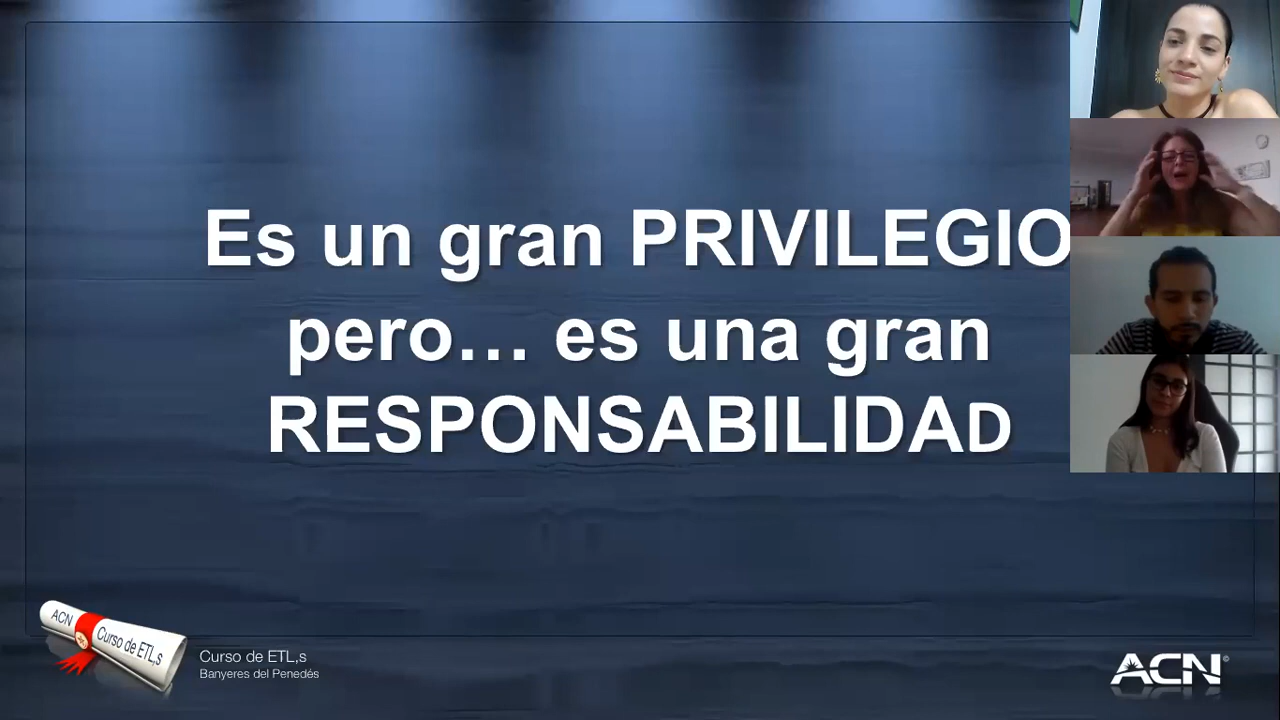 Es un gran PRIVILEGIO
pero… es una gran
RESPONSABILIDAD
ACN
Curso de ETL,s
Curso de ETL,s
Banyeres del Penedés
ACN©